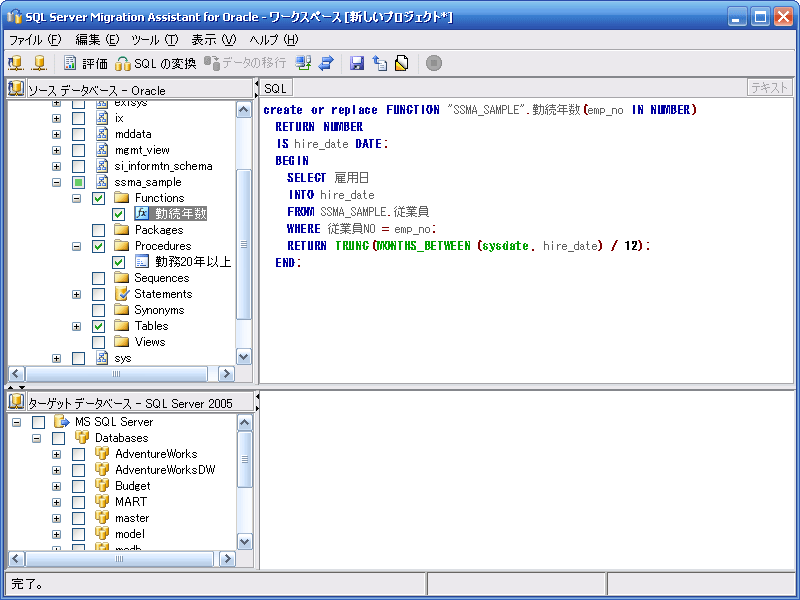 SQL Server Migration Assistant for Oracle - ワークスペース [新しいプロジェクト*]
ファイル (F) 編集 (E) ツール (T) 表示 (V) ヘルプ (H)
評価 SQL の変換 データの移行
ソース データベース - Oracle
exfsys
ix
mddata
mgmt_view
si_informtn_schema
ssma_sample
Functions
勤続年数
Packages
Procedures
勤務20年以上
Sequences
Statements
Synonyms
Tables
Views
sys
SQL テキスト
create or replace FUNCTION "SSMA_SAMPLE".勤続年数(emp_no IN NUMBER)
RETURN NUMBER
IS hire_date DATE;
BEGIN
SELECT 雇用日
INTO hire_date
FROM SSMA_SAMPLE.従業員
WHERE 従業員NO = emp_no;
RETURN TRUNC(MONTHS_BETWEEN (sysdate, hire_date) / 12);
END;
ターゲット データベース - SQL Server 2005
MS SQL Server
Databases
AdventureWorks
AdventureWorksDW
Budget
MART
master
model
msdb
完了。